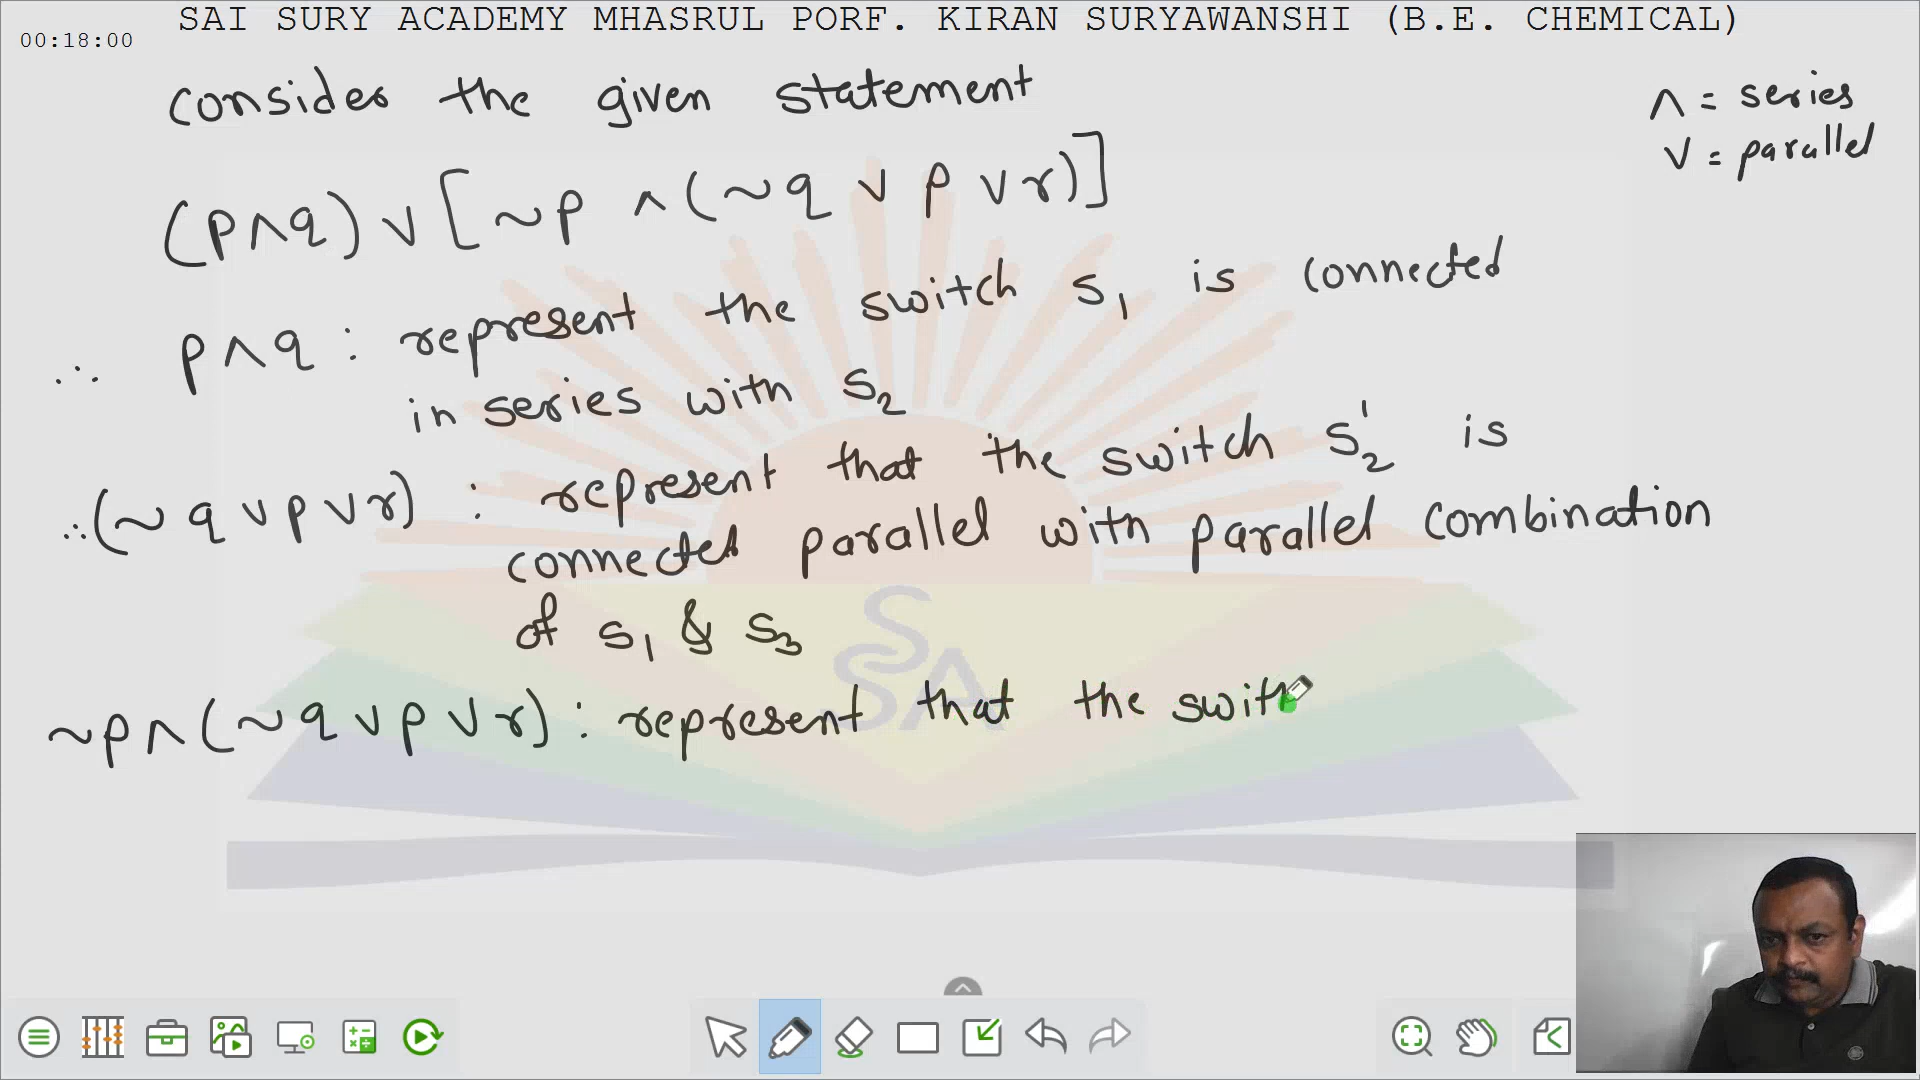 SAI SURY ACADEMY MHASRUL PORF. KIRAN SURYAWANSHI (B.E. CHEMICAL)
00:18:00
consider the given statement
∧ = series
∨ = parallel
(p∧q) ∨ [~p ∧ (~q ∨ p ∨ r)]
∴ p∧q : represent the switch s₁ is connected
in series with s₂
∴ (~q ∨ p ∨ r) : represent that the switch s₂' is
connected parallel with parallel combination
of s₁ & s₃
~p∧(~q ∨ p ∨ r) : represent that the swit
SSA